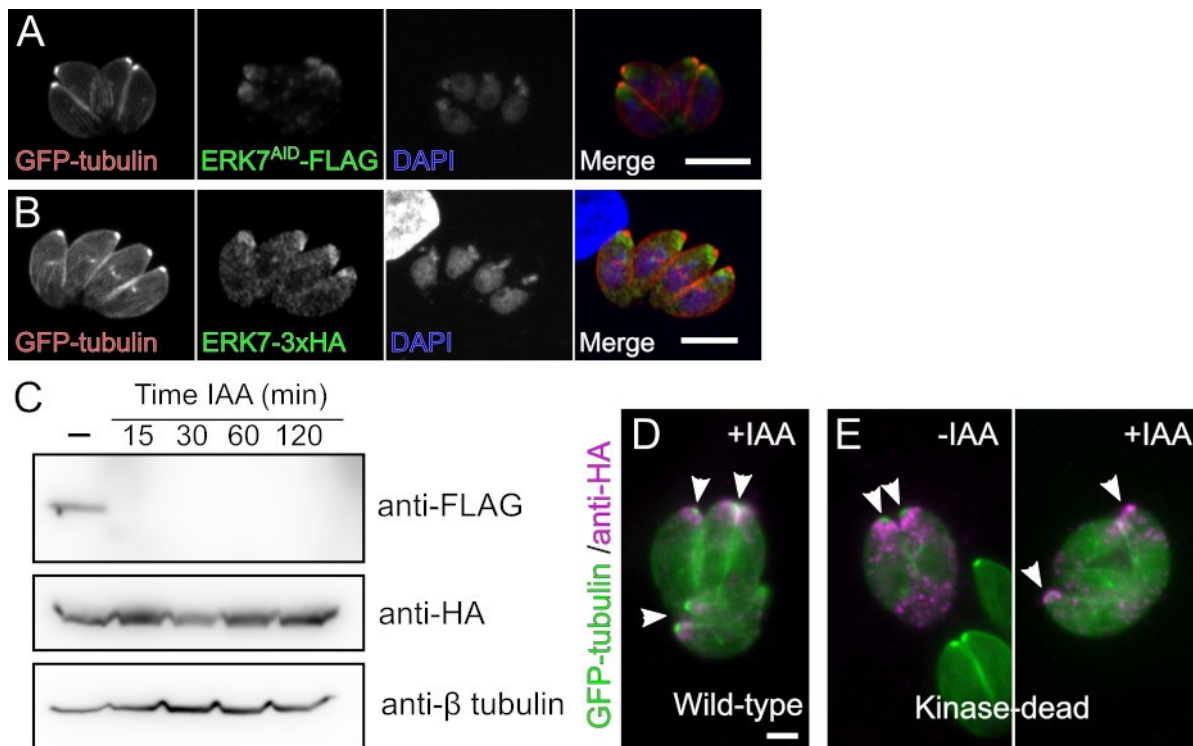 A
GFP-tubulin ERK7AID-FLAG DAPI Merge
B
GFP-tubulin ERK7-3xHA DAPI Merge
C
Time IAA (min)
– 15 30 60 120
anti-FLAG
anti-HA
anti-β tubulin
GFP-tubulin /anti-HA
D +IAA
Wild-type
E -IAA +IAA
Kinase-dead